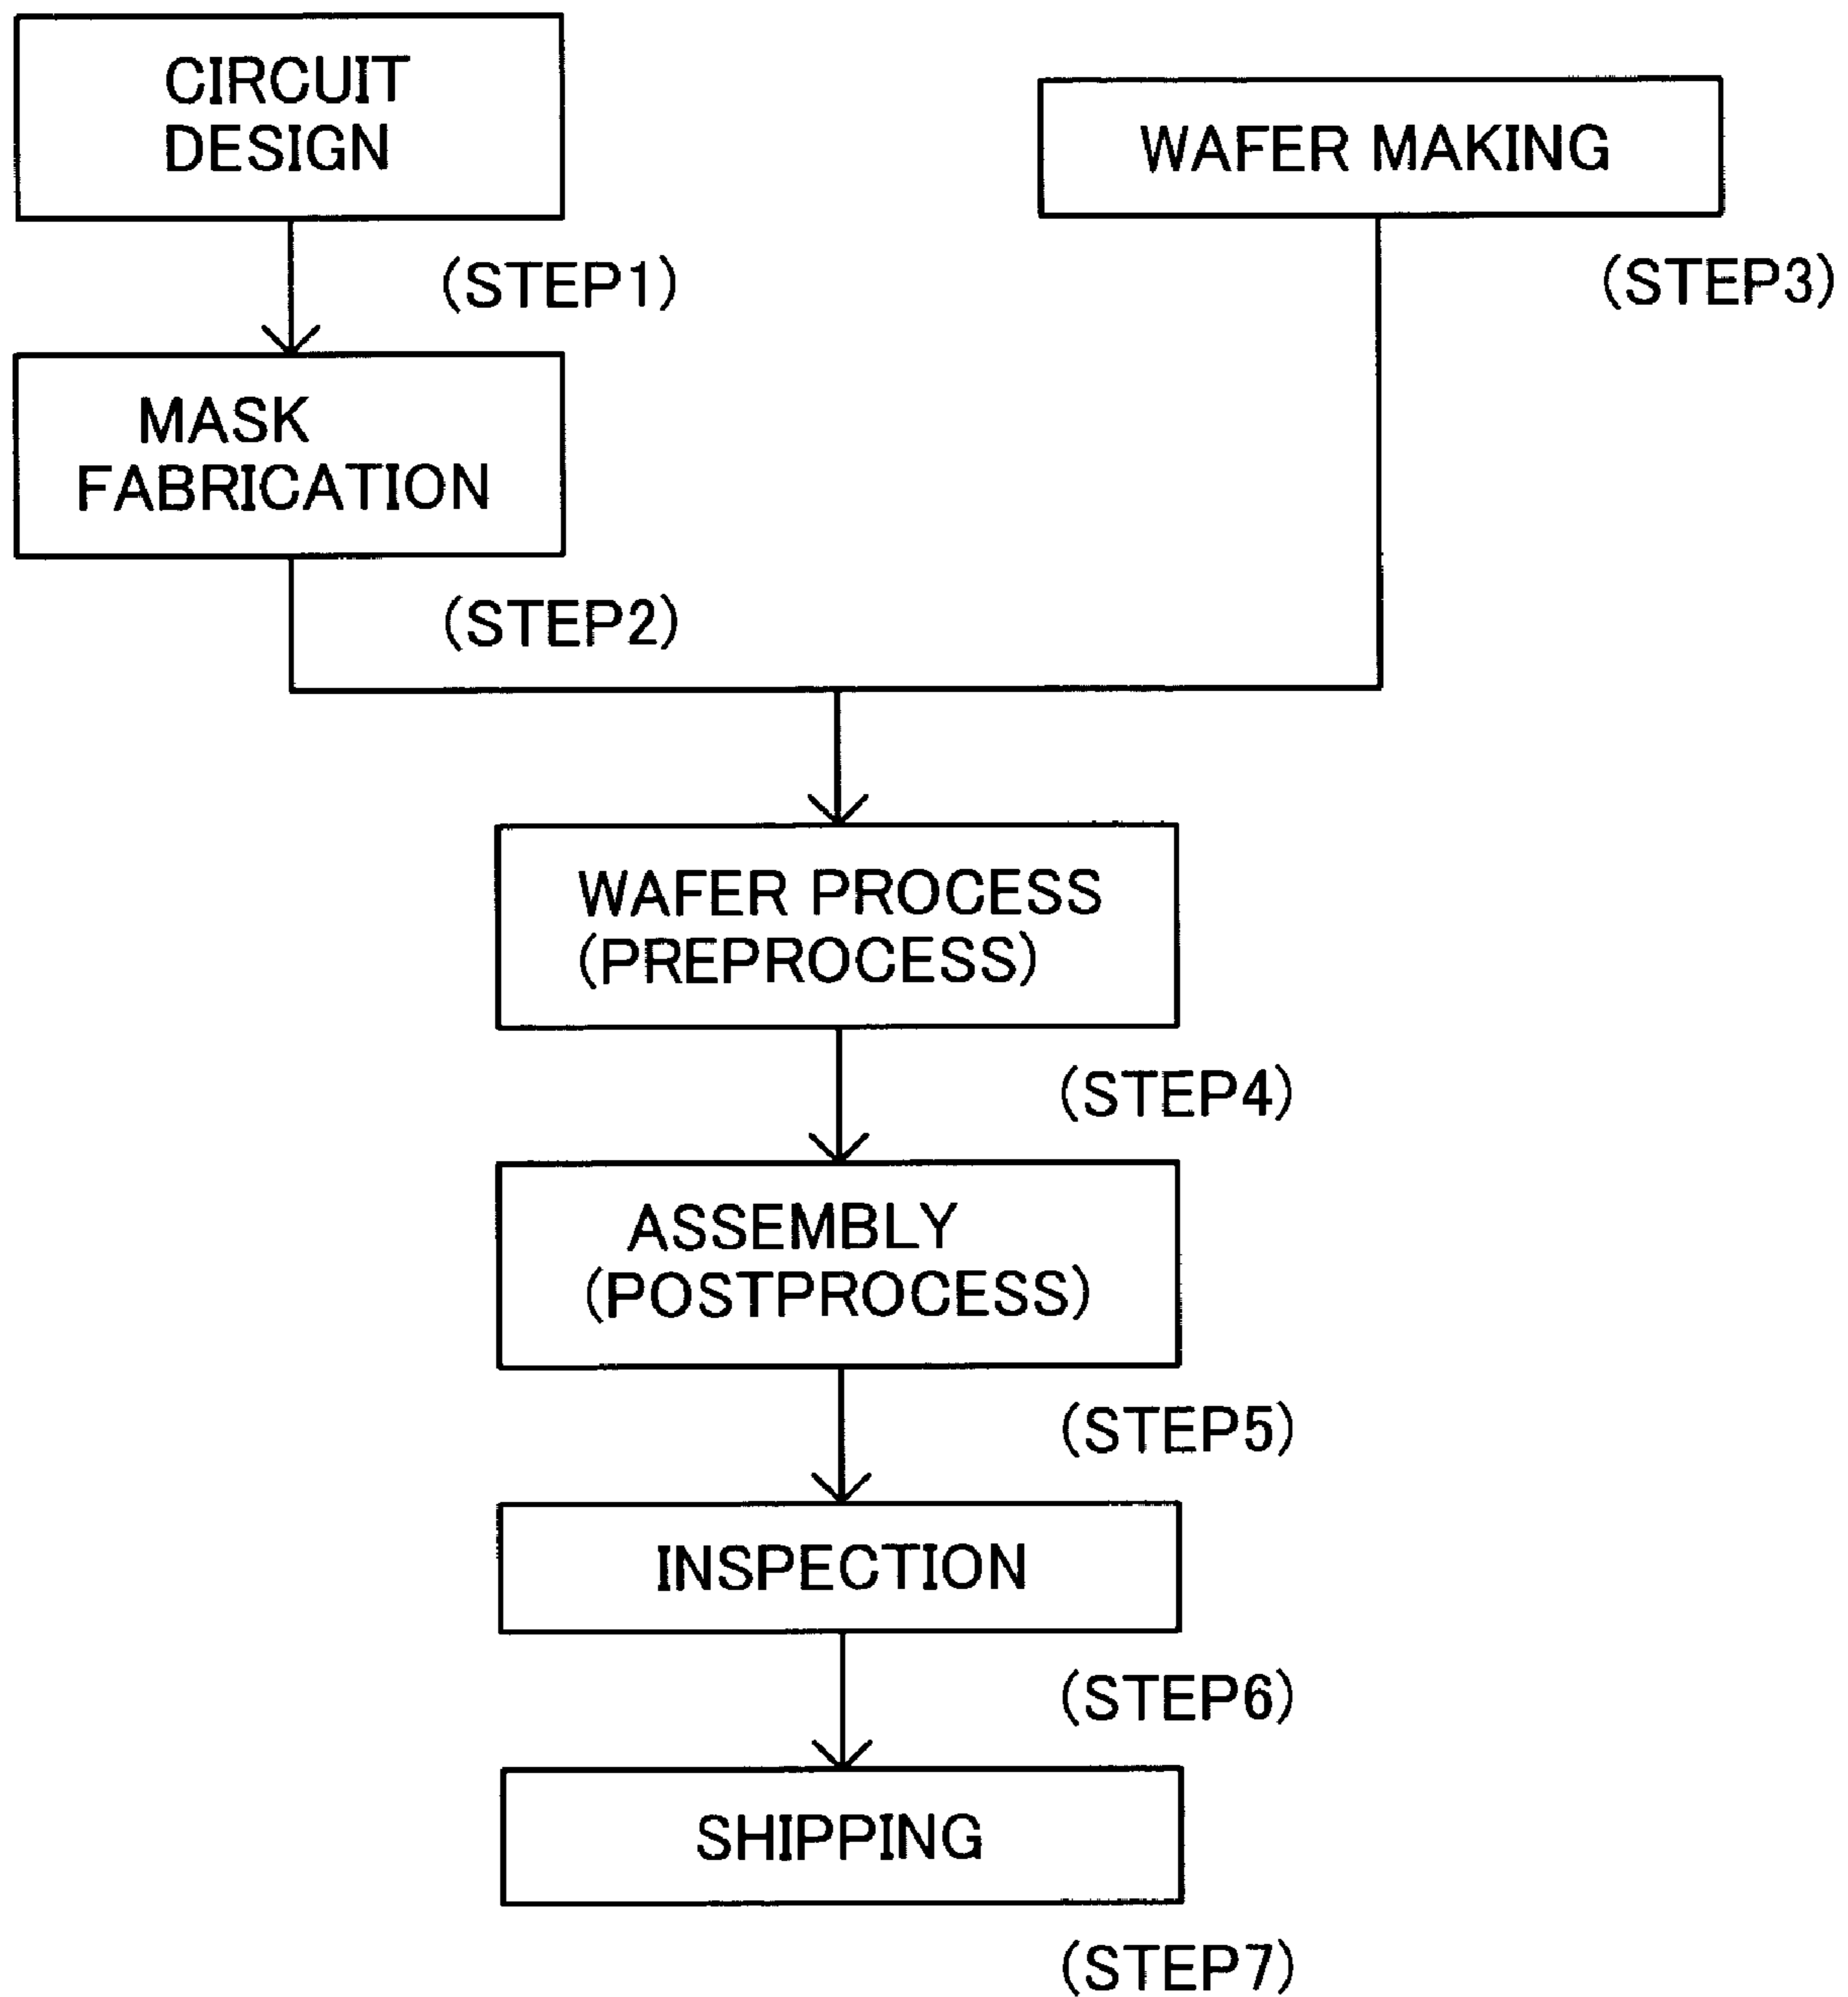 CIRCUIT
DESIGN
(STEP1)
WAFER MAKING
(STEP3)
MASK
FABRICATION
(STEP2)
WAFER PROCESS
(PREPROCESS)
(STEP4)
ASSEMBLY
(POSTPROCESS)
(STEP5)
INSPECTION
(STEP6)
SHIPPING
(STEP7)